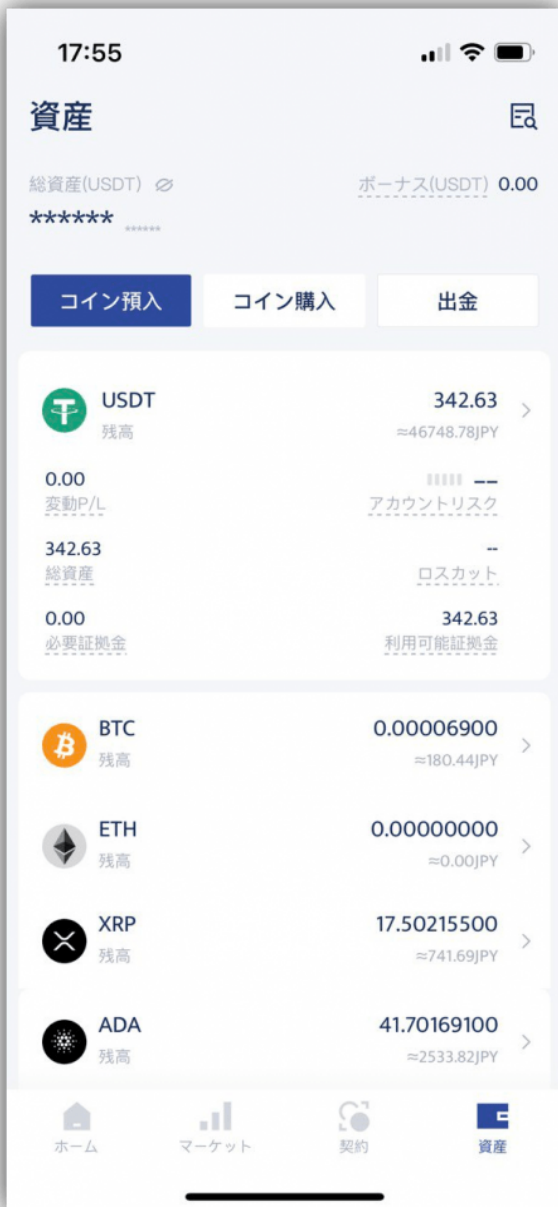 17:55
資産
総資産(USDT) ボーナス(USDT) 0.00
****** ******
コイン預入 コイン購入 出金
USDT 342.63
残高 ≈46748.78JPY
0.00 --
変動P/L アカウントリスク
342.63 --
総資産 ロスカット
0.00 342.63
必要証拠金 利用可能証拠金
BTC 0.00006900
残高 ≈180.44JPY
ETH 0.00000000
残高 ≈0.00JPY
XRP 17.50215500
残高 ≈741.69JPY
ADA 41.70169100
残高 ≈2533.82JPY
ホーム マーケット 契約 資産